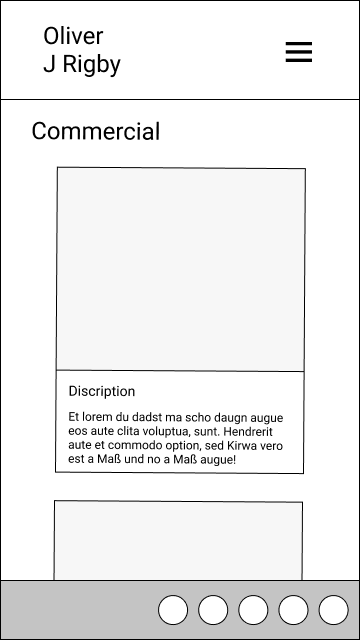 Oliver
J Rigby
Commercial
Discription
Et lorem du dadst ma scho daugn augue
eos aute clita voluptua, sunt. Hendrerit
aute et commodo option, sed Kirwa vero
est a Maß und no a Maß augue!